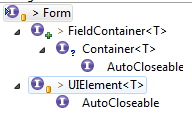 > Form
> FieldContainer<T>
Container<T>
AutoCloseable
> UIElement<T>
AutoCloseable